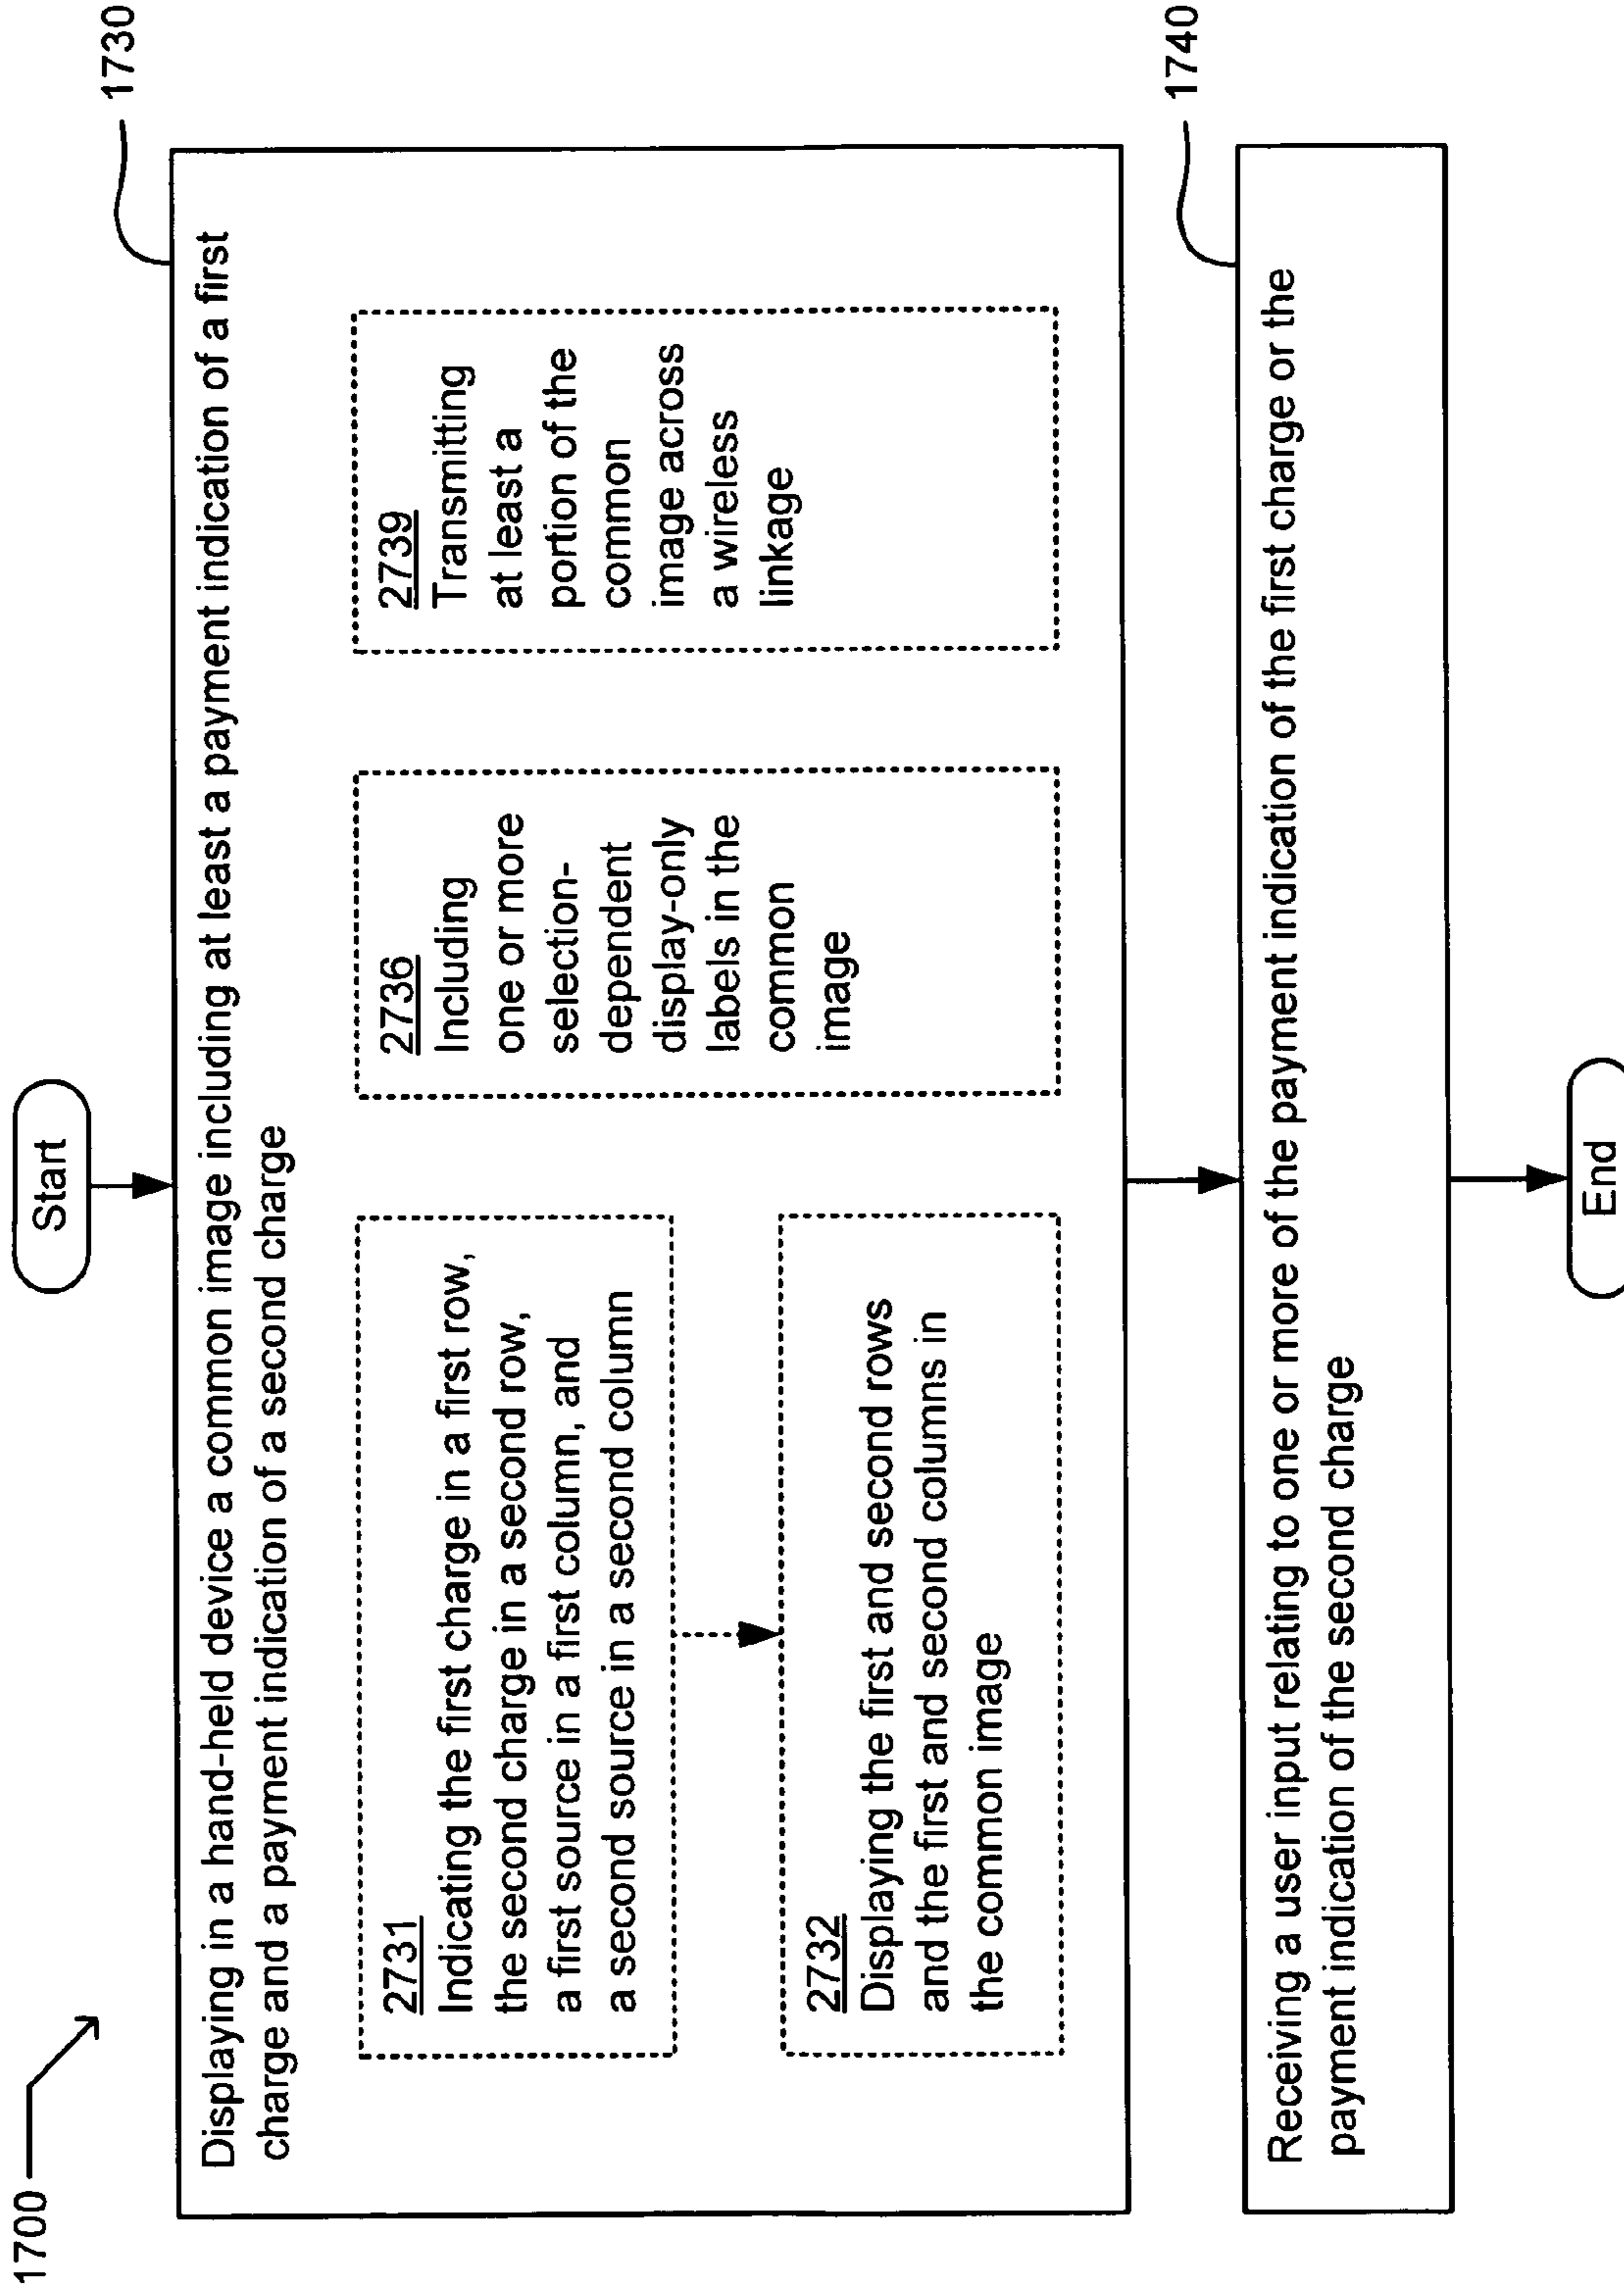 1700
Start
1730
Displaying in a hand-held device a common image including at least a payment indication of a first
charge and a payment indication of a second charge
2731
Indicating the first charge in a first row,
the second charge in a second row,
a first source in a first column, and
a second source in a second column
2732
Displaying the first and second rows
and the first and second columns in
the common image
2736
Including
one or more
selection-
dependent
display-only
labels in the
common
image
2739
Transmitting
at least a
portion of the
common
image across
a wireless
linkage
1740
Receiving a user input relating to one or more of the payment indication of the first charge or the
payment indication of the second charge
End